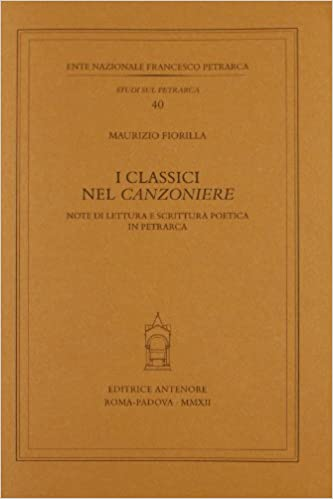 ENTE NAZIONALE FRANCESCO PETRARCA
STUDI SUL PETRARCA
40
MAURIZIO FIORILLA
I CLASSICI
NEL CANZONIERE
NOTE DI LETTURA E SCRITTURA POETICA
IN PETRARCA
EDITRICE ANTENORE
ROMA-PADOVA · MMXII